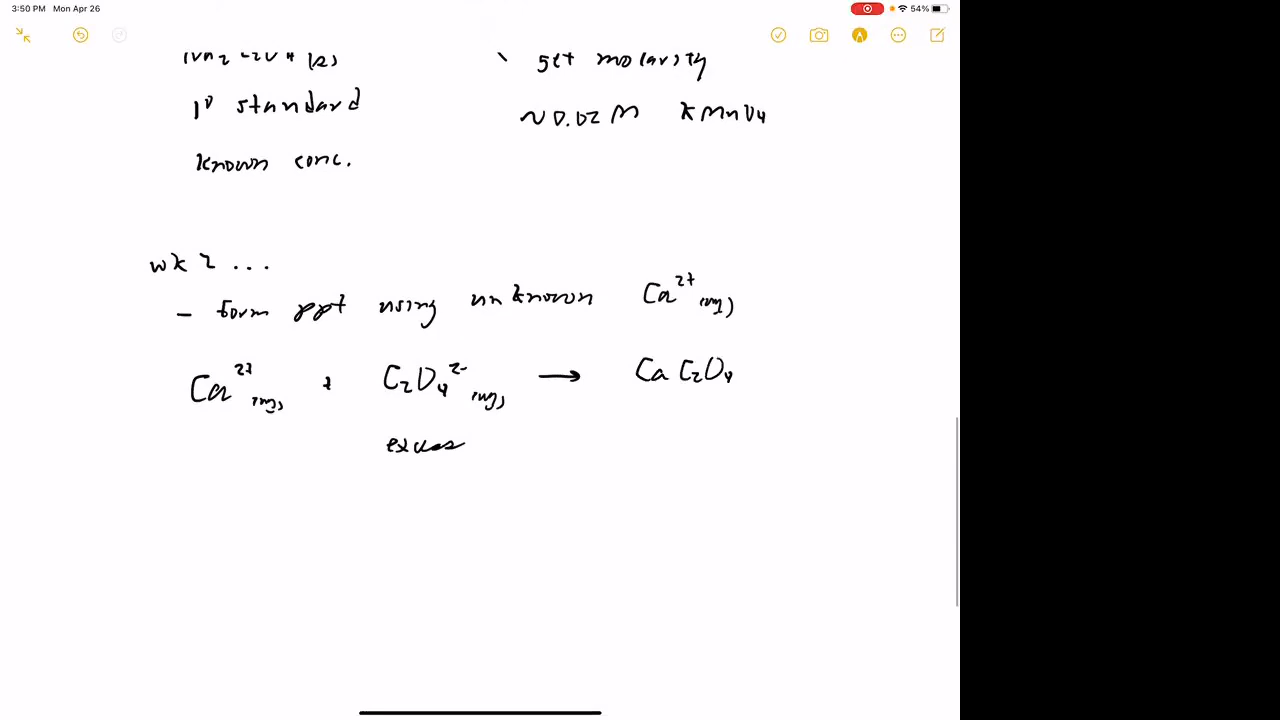 3:50 PM Mon Apr 26 54%
Na₂C₂O₄ (s)
1° standard
known conc.
get molarity
~0.02 M KMnO₄
wk 2 ...
- form ppt using unknown Ca²⁺(aq)
Ca²⁺(aq) + C₂O₄²⁻(aq) → CaC₂O₄
excess